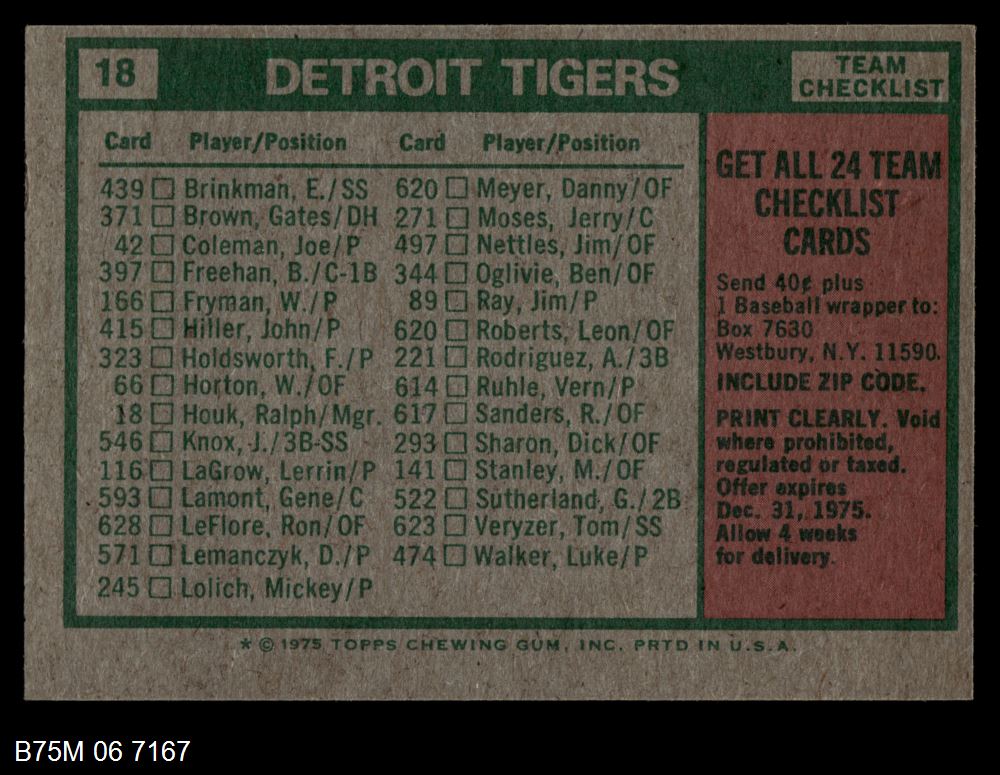 18
DETROIT TIGERS
TEAM
CHECKLIST
Card Player/Position
439 □ Brinkman, E./SS
371 □ Brown, Gates/DH
42 □ Coleman, Joe/P
397 □ Freehan, B./C-1B
166 □ Fryman, W./P
415 □ Hiller, John/P
323 □ Holdsworth, F./P
66 □ Horton, W./OF
18 □ Houk, Ralph/Mgr.
546 □ Knox, J./3B-SS
116 □ LaGrow, Lerrin/P
593 □ Lamont, Gene/C
628 □ LeFlore, Ron/OF
571 □ Lemanczyk, D./P
245 □ Lolich, Mickey/P
Card Player/Position
620 □ Meyer, Danny/OF
271 □ Moses, Jerry/C
497 □ Nettles, Jim/OF
344 □ Oglivie, Ben/OF
89 □ Ray, Jim/P
620 □ Roberts, Leon/OF
221 □ Rodriguez, A./3B
614 □ Ruhle, Vern/P
617 □ Sanders, R./OF
293 □ Sharon, Dick/OF
141 □ Stanley, M./OF
522 □ Sutherland, G./2B
623 □ Veryzer, Tom/SS
474 □ Walker, Luke/P
GET ALL 24 TEAM
CHECKLIST
CARDS
Send 40¢ plus
1 Baseball wrapper to:
Box 7630
Westbury, N.Y. 11590.
INCLUDE ZIP CODE.
PRINT CLEARLY. Void
where prohibited,
regulated or taxed.
Offer expires
Dec. 31, 1975.
Allow 4 weeks
for delivery.
* © 1975 TOPPS CHEWING GUM, INC. PRTD IN U.S.A.
B75M 06 7167